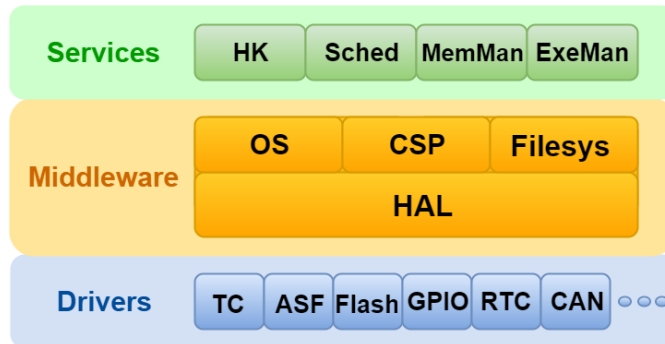 Services HK Sched MemMan ExeMan
OS CSP Filesys
Middleware
HAL
Drivers TC ASF Flash GPIO RTC CAN